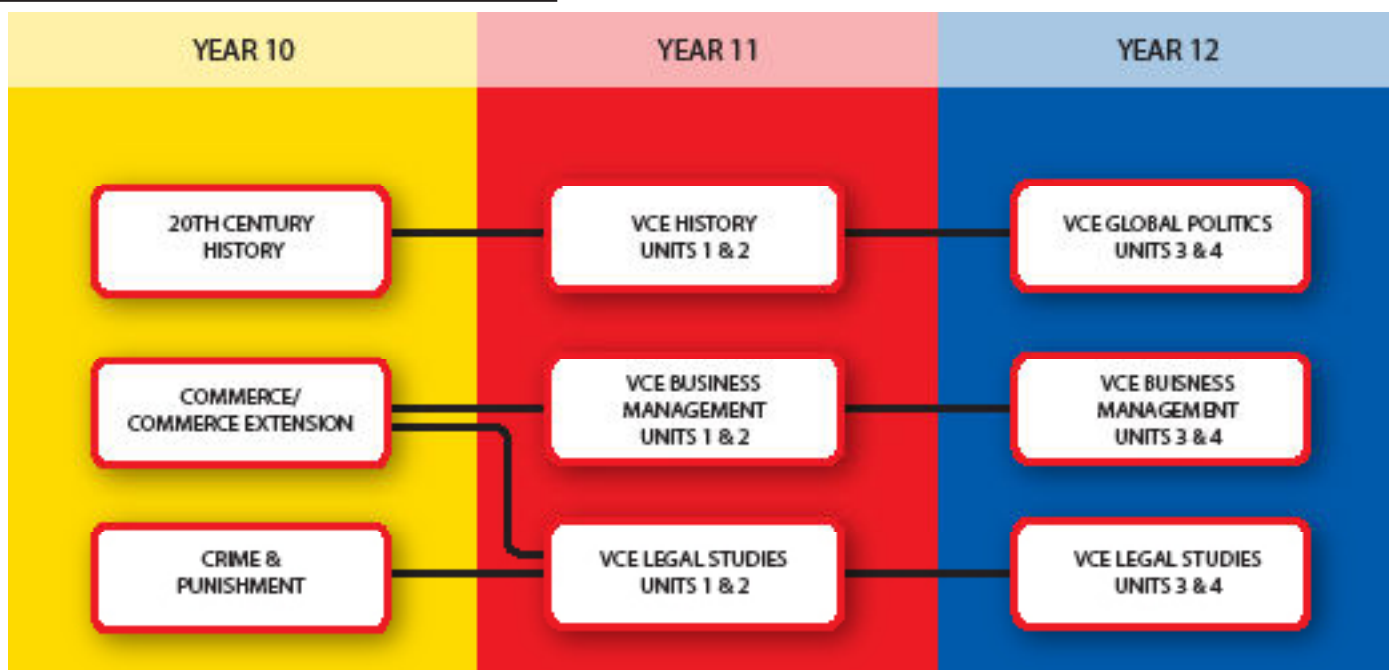 YEAR 10
YEAR 11
YEAR 12
20TH CENTURY
HISTORY
VCE HISTORY
UNITS 1 & 2
VCE GLOBAL POLITICS
UNITS 3 & 4
COMMERCE/
COMMERCE EXTENSION
VCE BUSINESS
MANAGEMENT
UNITS 1 & 2
VCE BUISNESS
MANAGEMENT
UNITS 3 & 4
CRIME &
PUNISHMENT
VCE LEGAL STUDIES
UNITS 1 & 2
VCE LEGAL STUDIES
UNITS 3 & 4